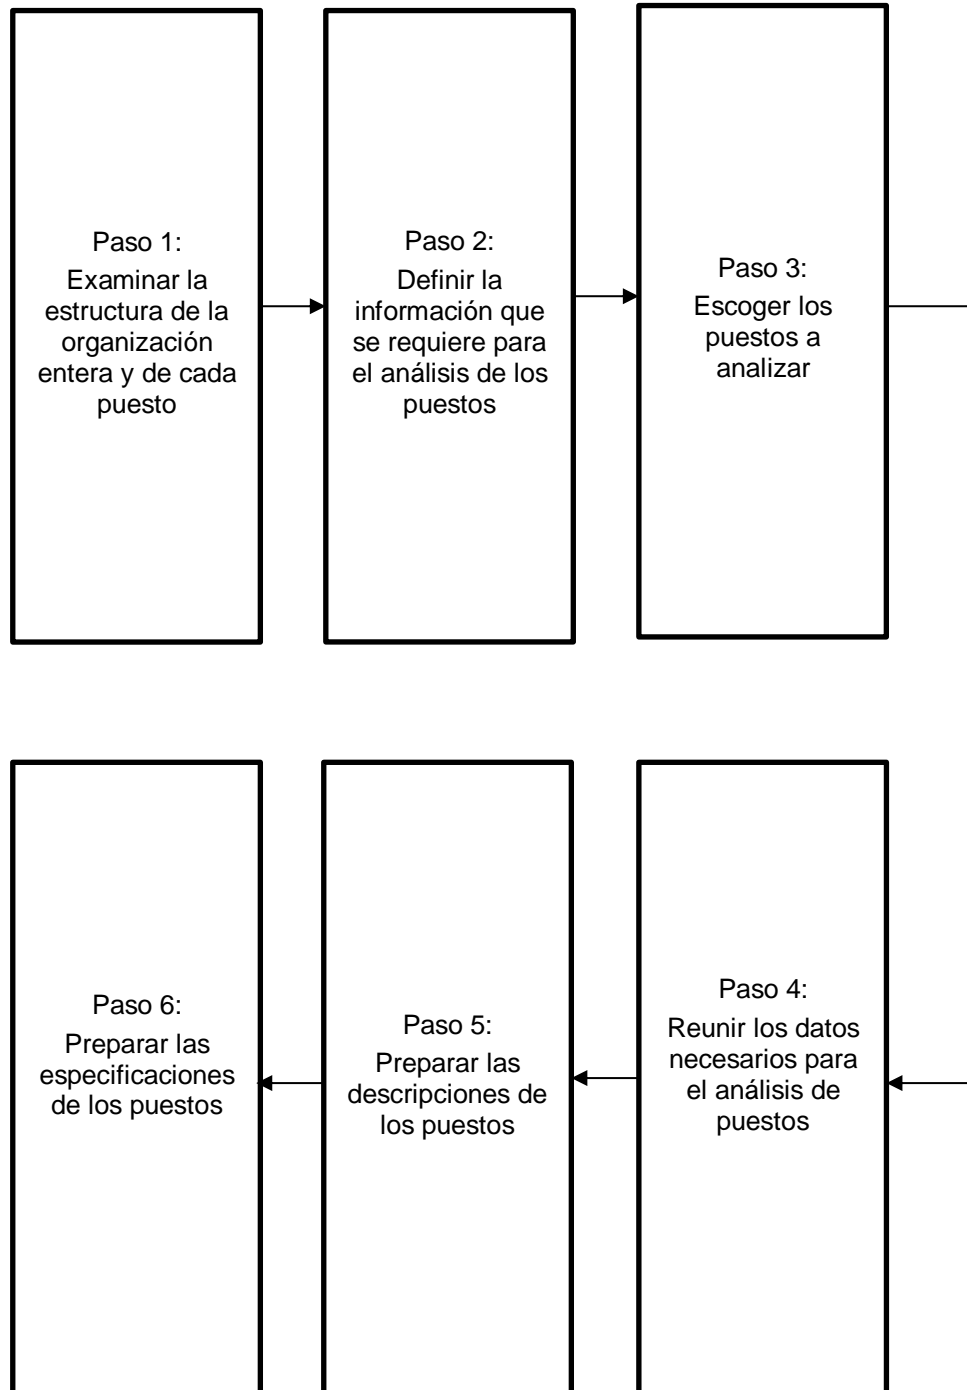 Paso 1:
Examinar la
estructura de la
organización
entera y de cada
puesto
Paso 2:
Definir la
información que
se requiere para
el análisis de los
puestos
Paso 3:
Escoger los
puestos a
analizar
Paso 4:
Reunir los datos
necesarios para
el análisis de
puestos
Paso 5:
Preparar las
descripciones de
los puestos
Paso 6:
Preparar las
especificaciones
de los puestos